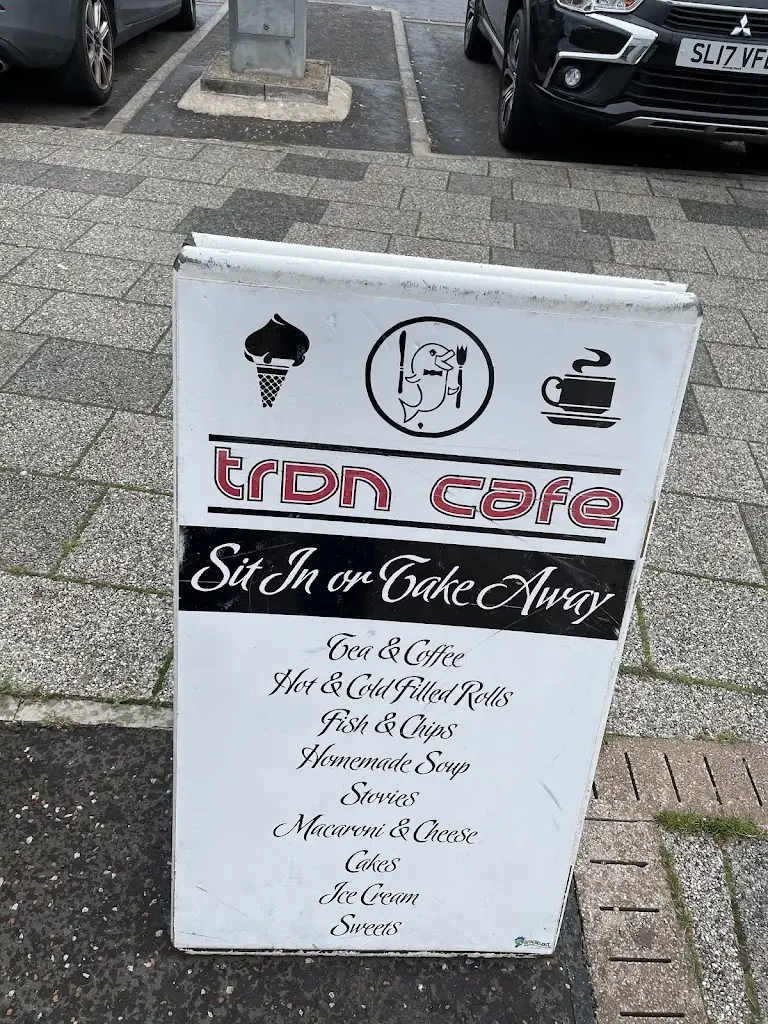 SL17 VF
trDn cafe
Sit In or Take Away
Tea & Coffee
Hot & Cold Filled Rolls
Fish & Chips
Homemade Soup
Stovies
Macaroni & Cheese
Cakes
Ice Cream
Sweets